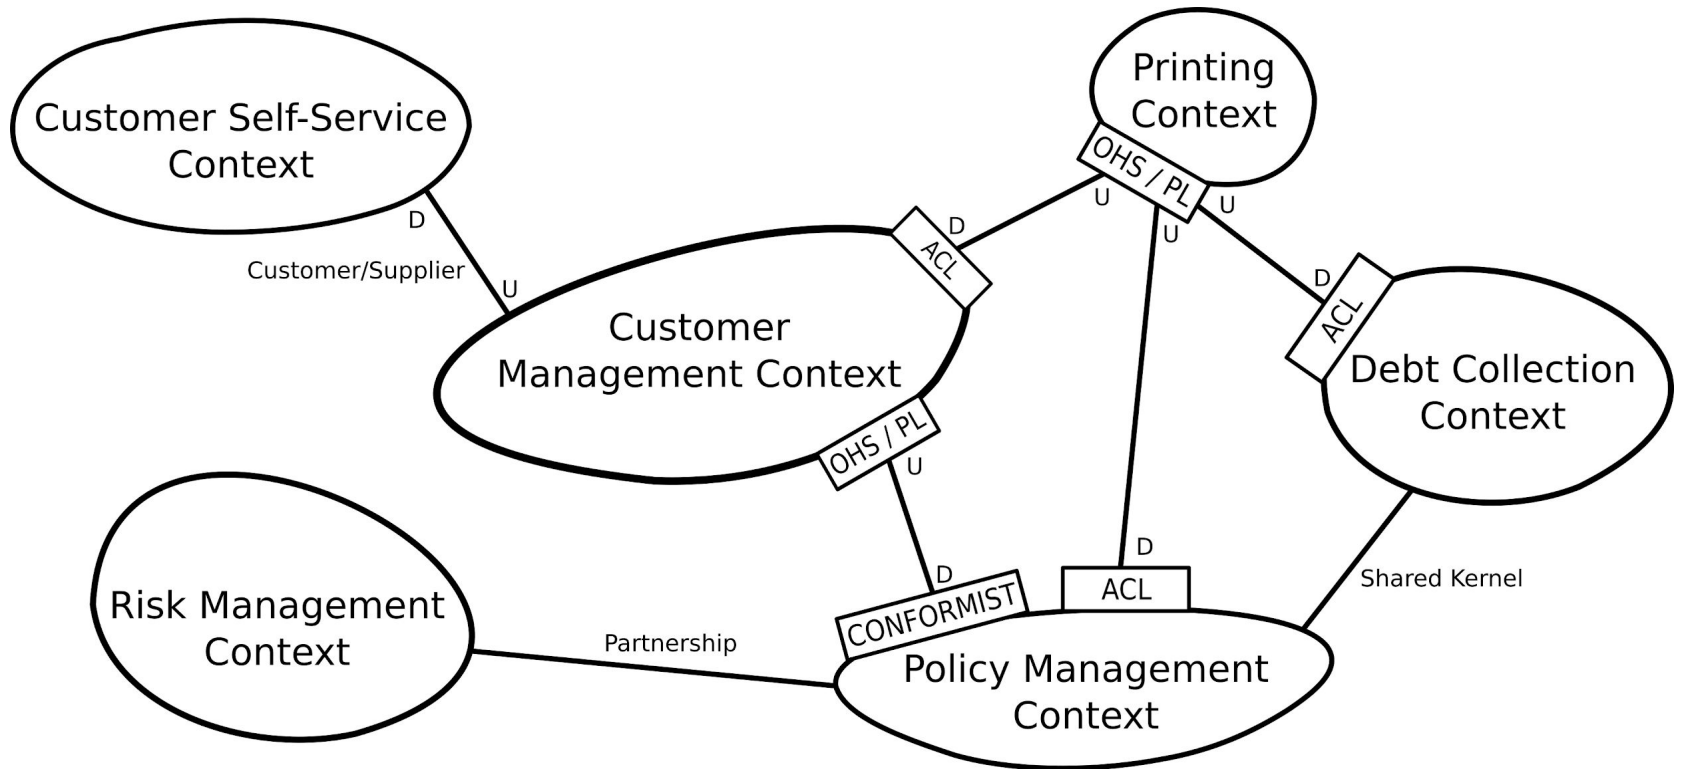 Customer Self-Service
Context
D
Customer/Supplier
U
Printing
Context
OHS / PL
U
U
U
D
ACL
Customer
Management Context
OHS / PL
U
D
ACL
Debt Collection
Context
D
CONFORMIST
D
ACL
Shared Kernel
Risk Management
Context
Partnership
Policy Management
Context